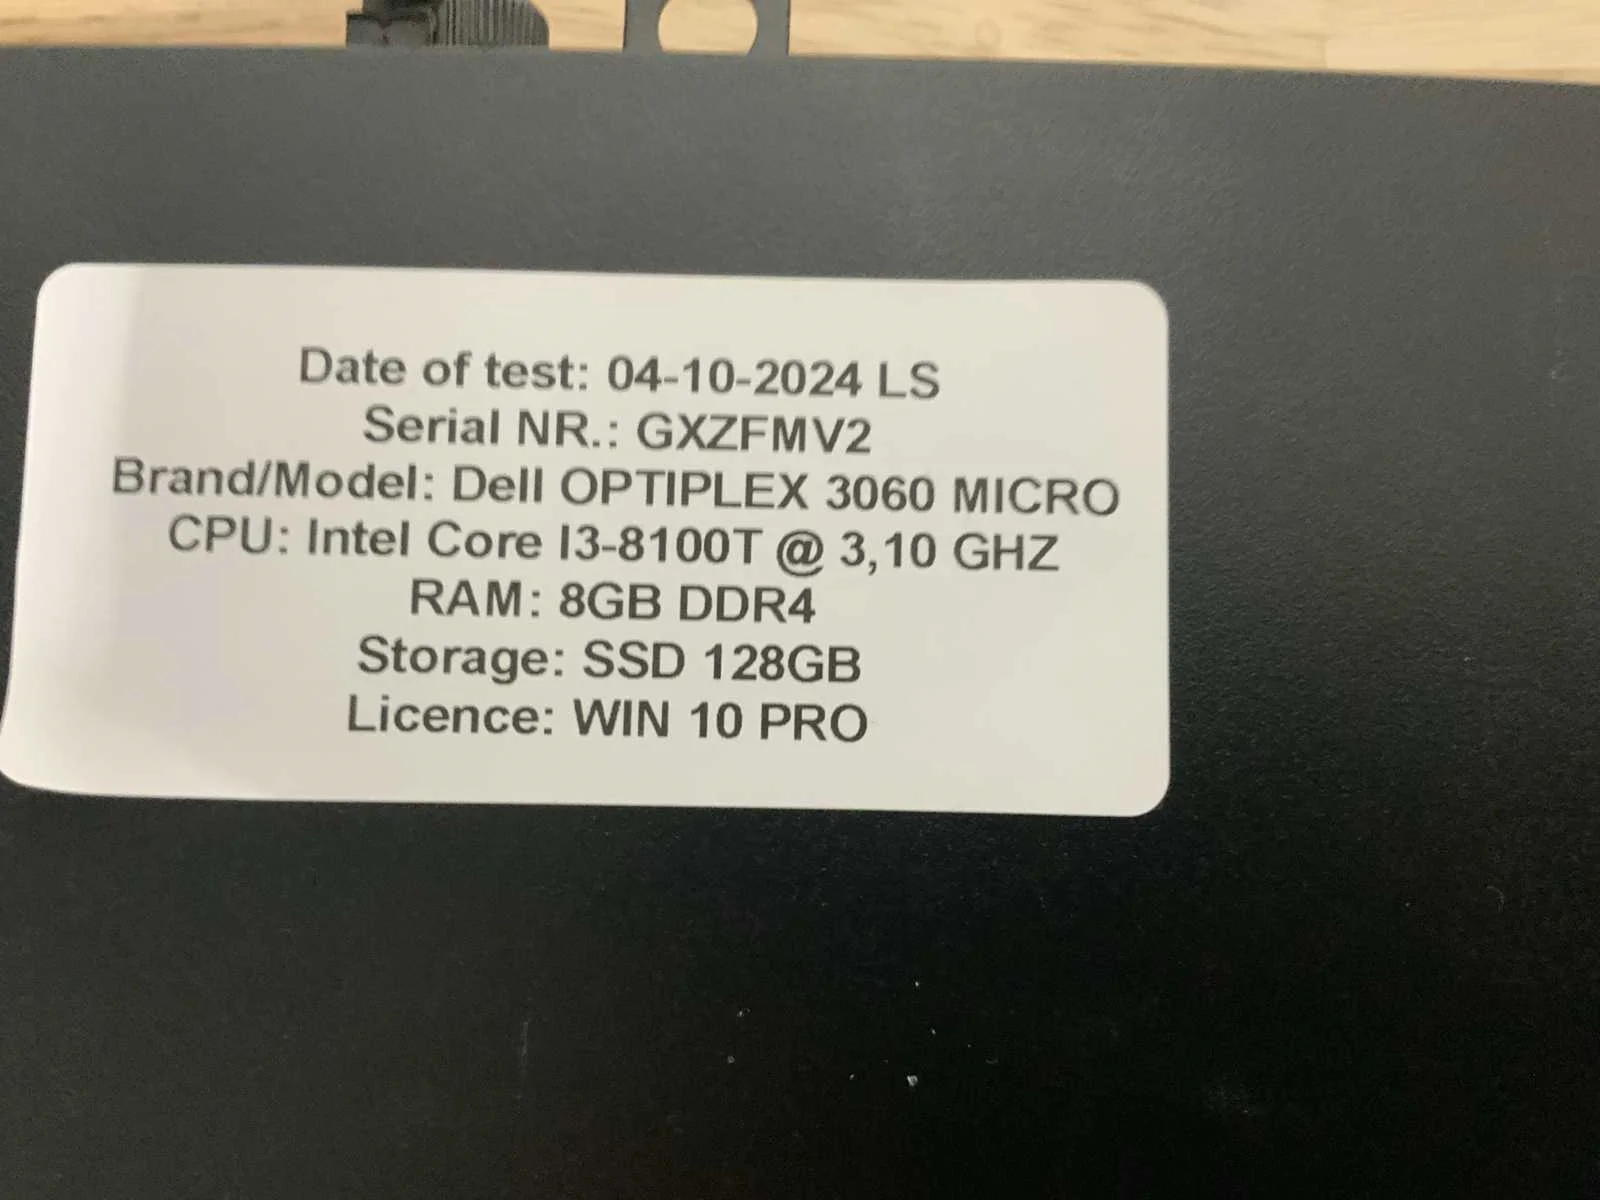 Date of test: 04-10-2024 LS
Serial NR.: GXZFMV2
Brand/Model: Dell OPTIPLEX 3060 MICRO
CPU: Intel Core I3-8100T @ 3,10 GHZ
RAM: 8GB DDR4
Storage: SSD 128GB
Licence: WIN 10 PRO